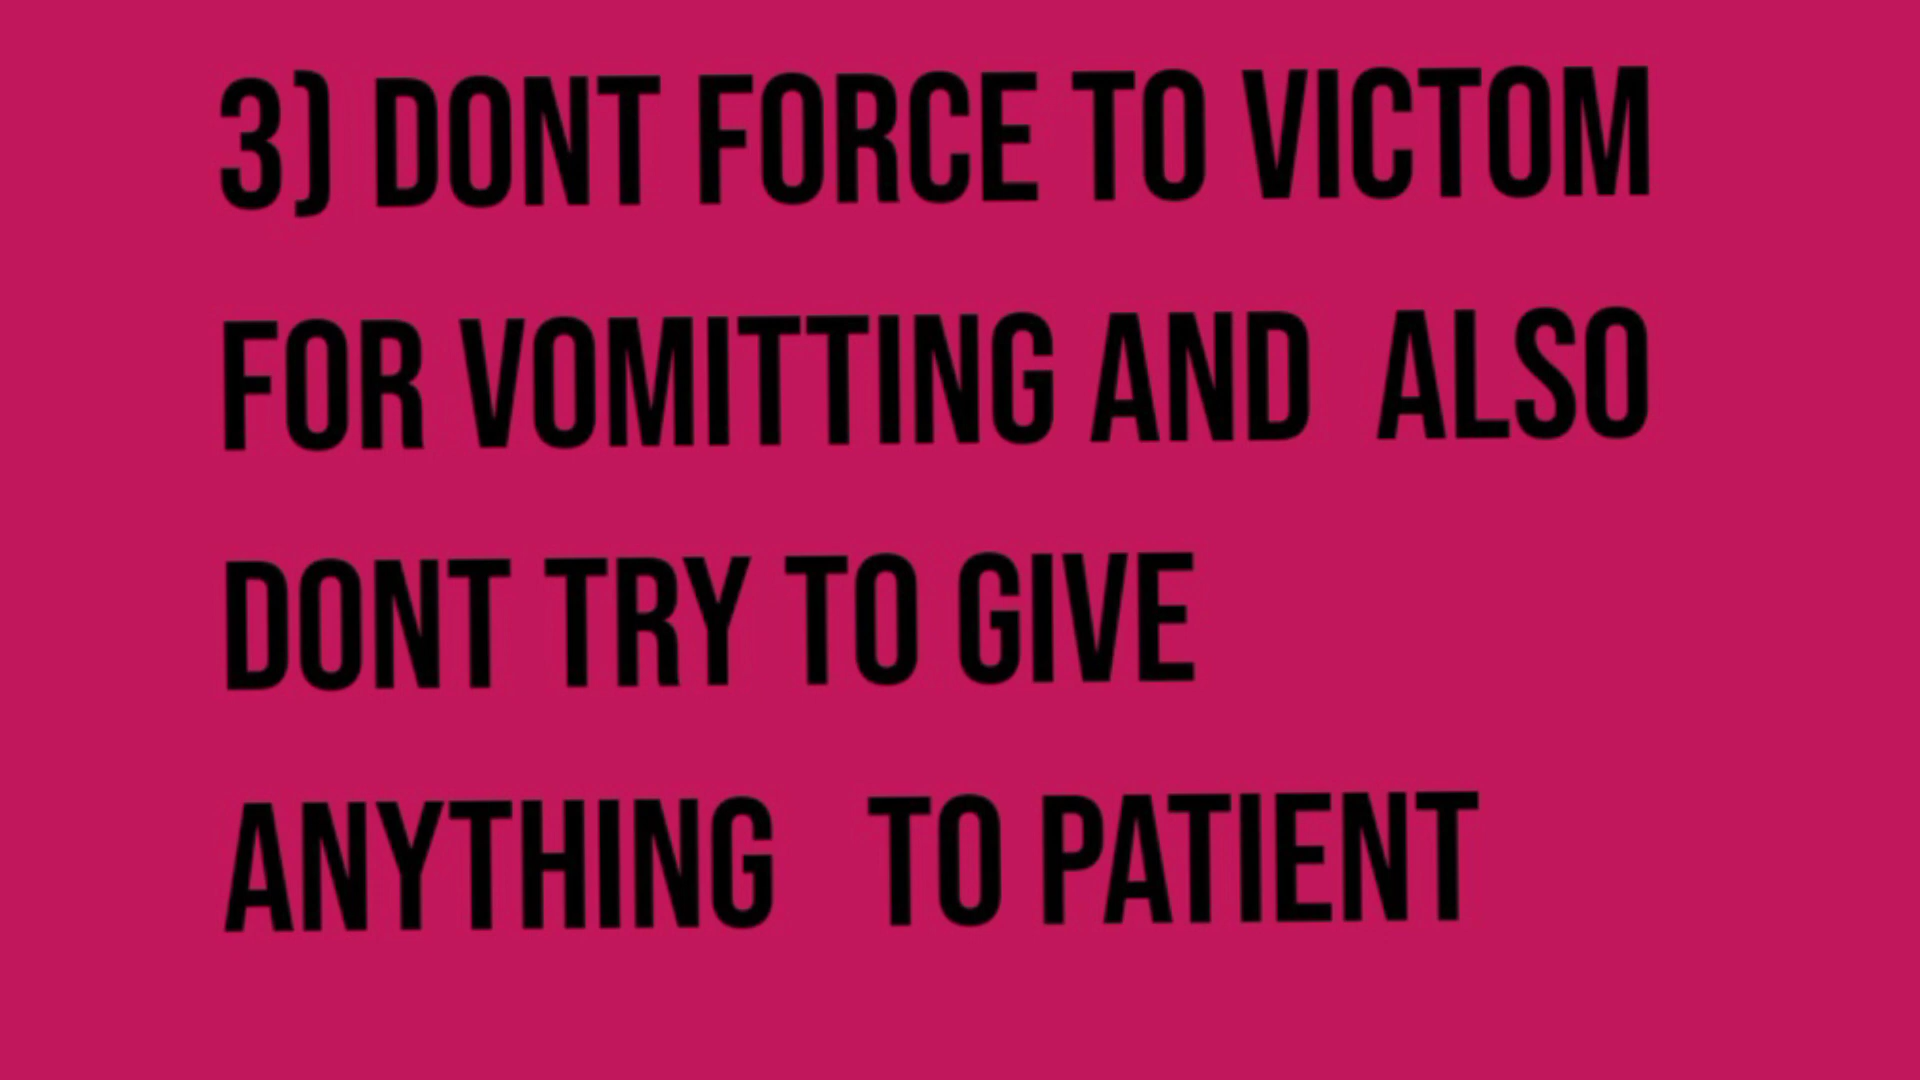 3) DONT FORCE TO VICTOM
FOR VOMITTING AND ALSO
DONT TRY TO GIVE
ANYTHING TO PATIENT